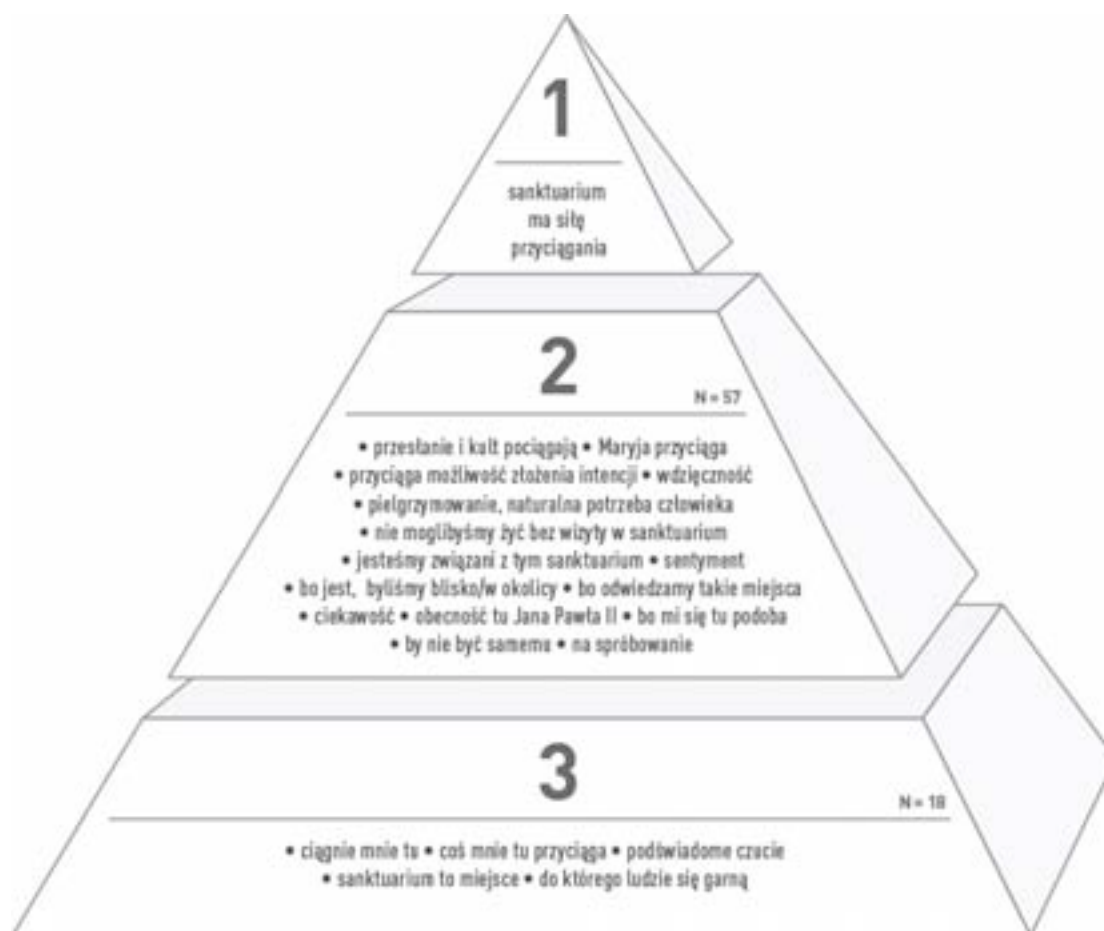 1
sanktuarium
ma siłę
przyciągania
2
N = 57
• przesłanie i kult pociągają • Maryja przyciąga
• przyciąga możliwość złożenia intencji • wdzięczność
• pielgrzymowanie, naturalna potrzeba człowieka
• nie moglibyśmy żyć bez wizyty w sanktuarium
• jesteśmy związani z tym sanktuarium • sentyment
• bo jest, byliśmy blisko/w okolicy • bo odwiedzamy takie miejsca
• ciekawość • obecność tu Jana Pawła II • bo mi się tu podoba
• by nie być samemu • na spróbowanie
3
N = 18
• ciągnie mnie tu • coś mnie tu przyciąga • podświadome czucie
• sanktuarium to miejsce • do którego ludzie się garną